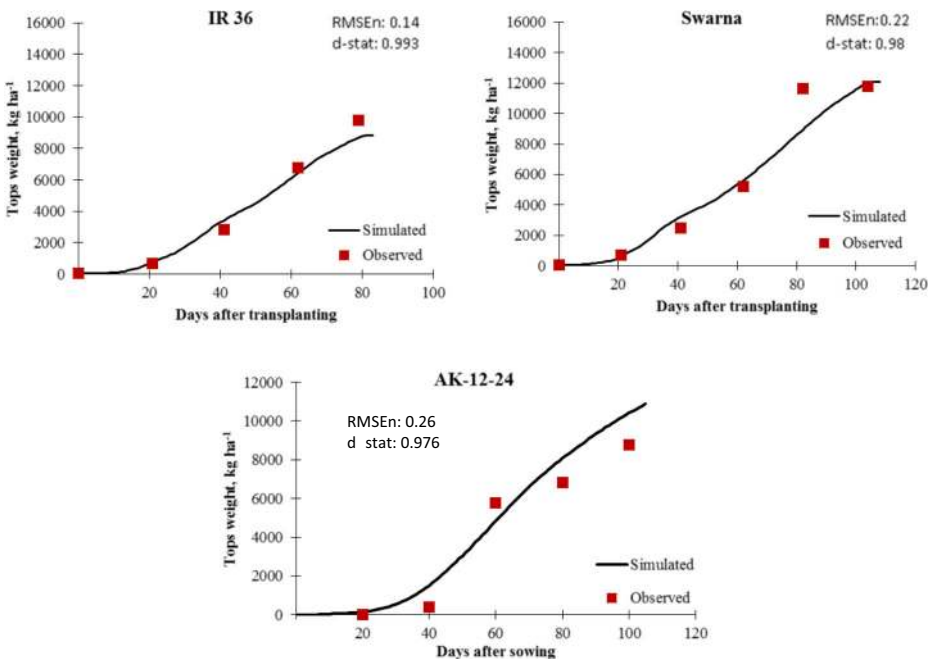 IR 36
RMSEn: 0.14
d-stat: 0.993
Tops weight, kg ha⁻¹
16000
14000
12000
10000
8000
6000
4000
2000
0
20
40
60
80
100
Simulated
Observed
Days after transplanting
Swarna
RMSEn:0.22
d-stat: 0.98
Tops weight, kg ha⁻¹
16000
14000
12000
10000
8000
6000
4000
2000
0
20
40
60
80
100
120
Simulated
Observed
Days after transplanting
AK-12-24
RMSEn: 0.26
d stat: 0.976
Tops weight, kg ha⁻¹
12000
10000
8000
6000
4000
2000
0
20
40
60
80
100
120
Simulated
Observed
Days after sowing